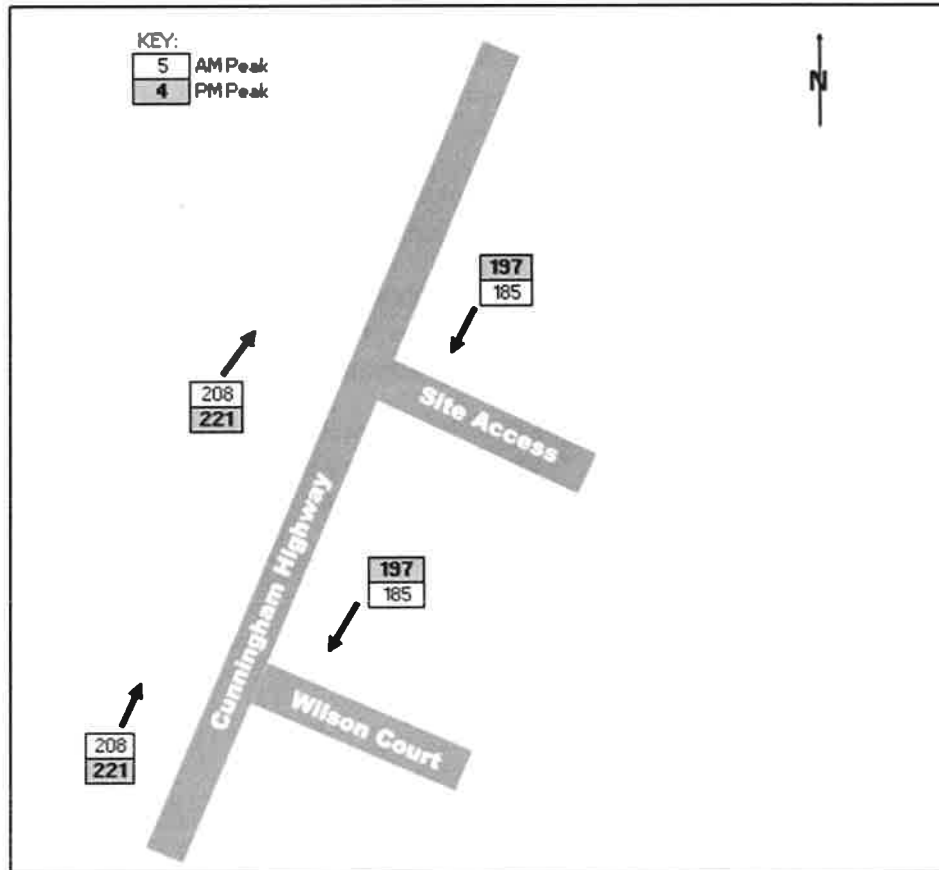 KEY:
5 AM Peak
4 PM Peak
N
197
185
208
221
Site Access
Cunningham Highway
197
185
Wilson Court
208
221